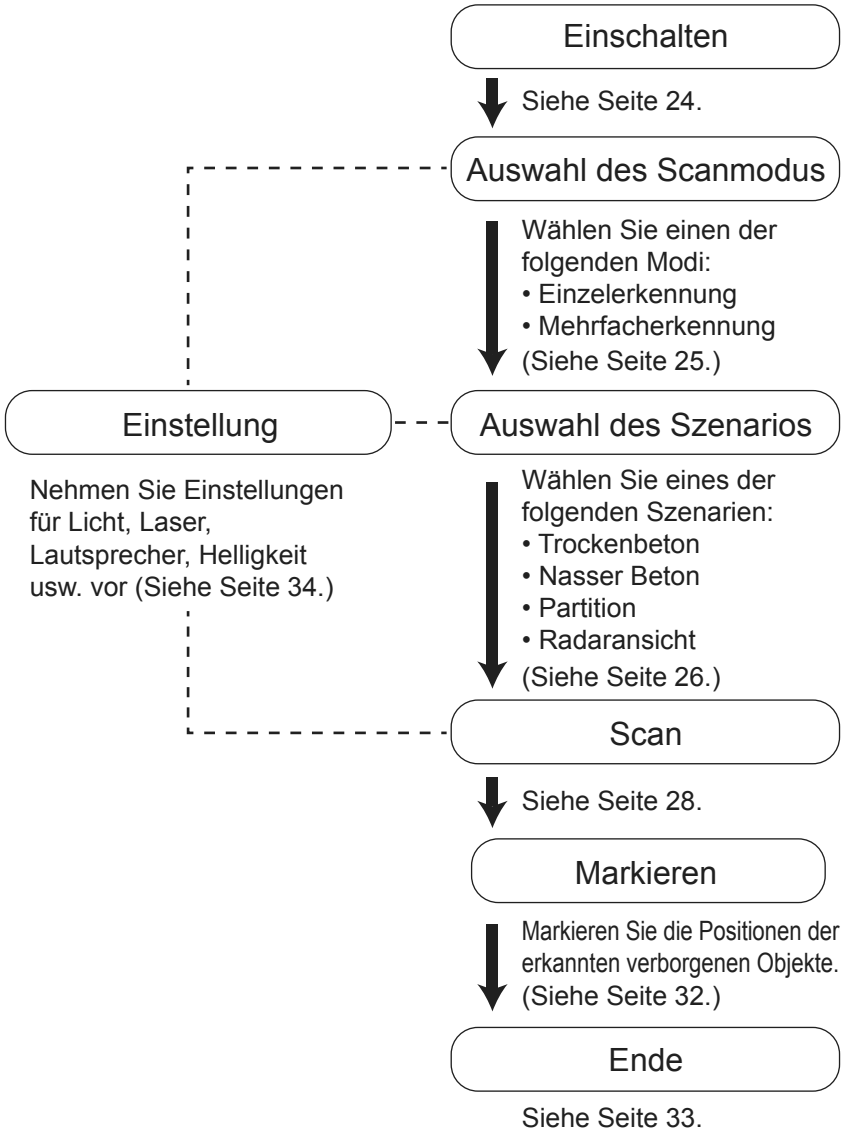 Einschalten
Siehe Seite 24.
Auswahl des Scanmodus
Wählen Sie einen der
folgenden Modi:
• Einzelerkennung
• Mehrfacherkennung
(Siehe Seite 25.)
Einstellung
Nehmen Sie Einstellungen
für Licht, Laser,
Lautsprecher, Helligkeit
usw. vor (Siehe Seite 34.)
Auswahl des Szenarios
Wählen Sie eines der
folgenden Szenarien:
• Trockenbeton
• Nasser Beton
• Partition
• Radaransicht
(Siehe Seite 26.)
Scan
Siehe Seite 28.
Markieren
Markieren Sie die Positionen der
erkannten verborgenen Objekte.
(Siehe Seite 32.)
Ende
Siehe Seite 33.